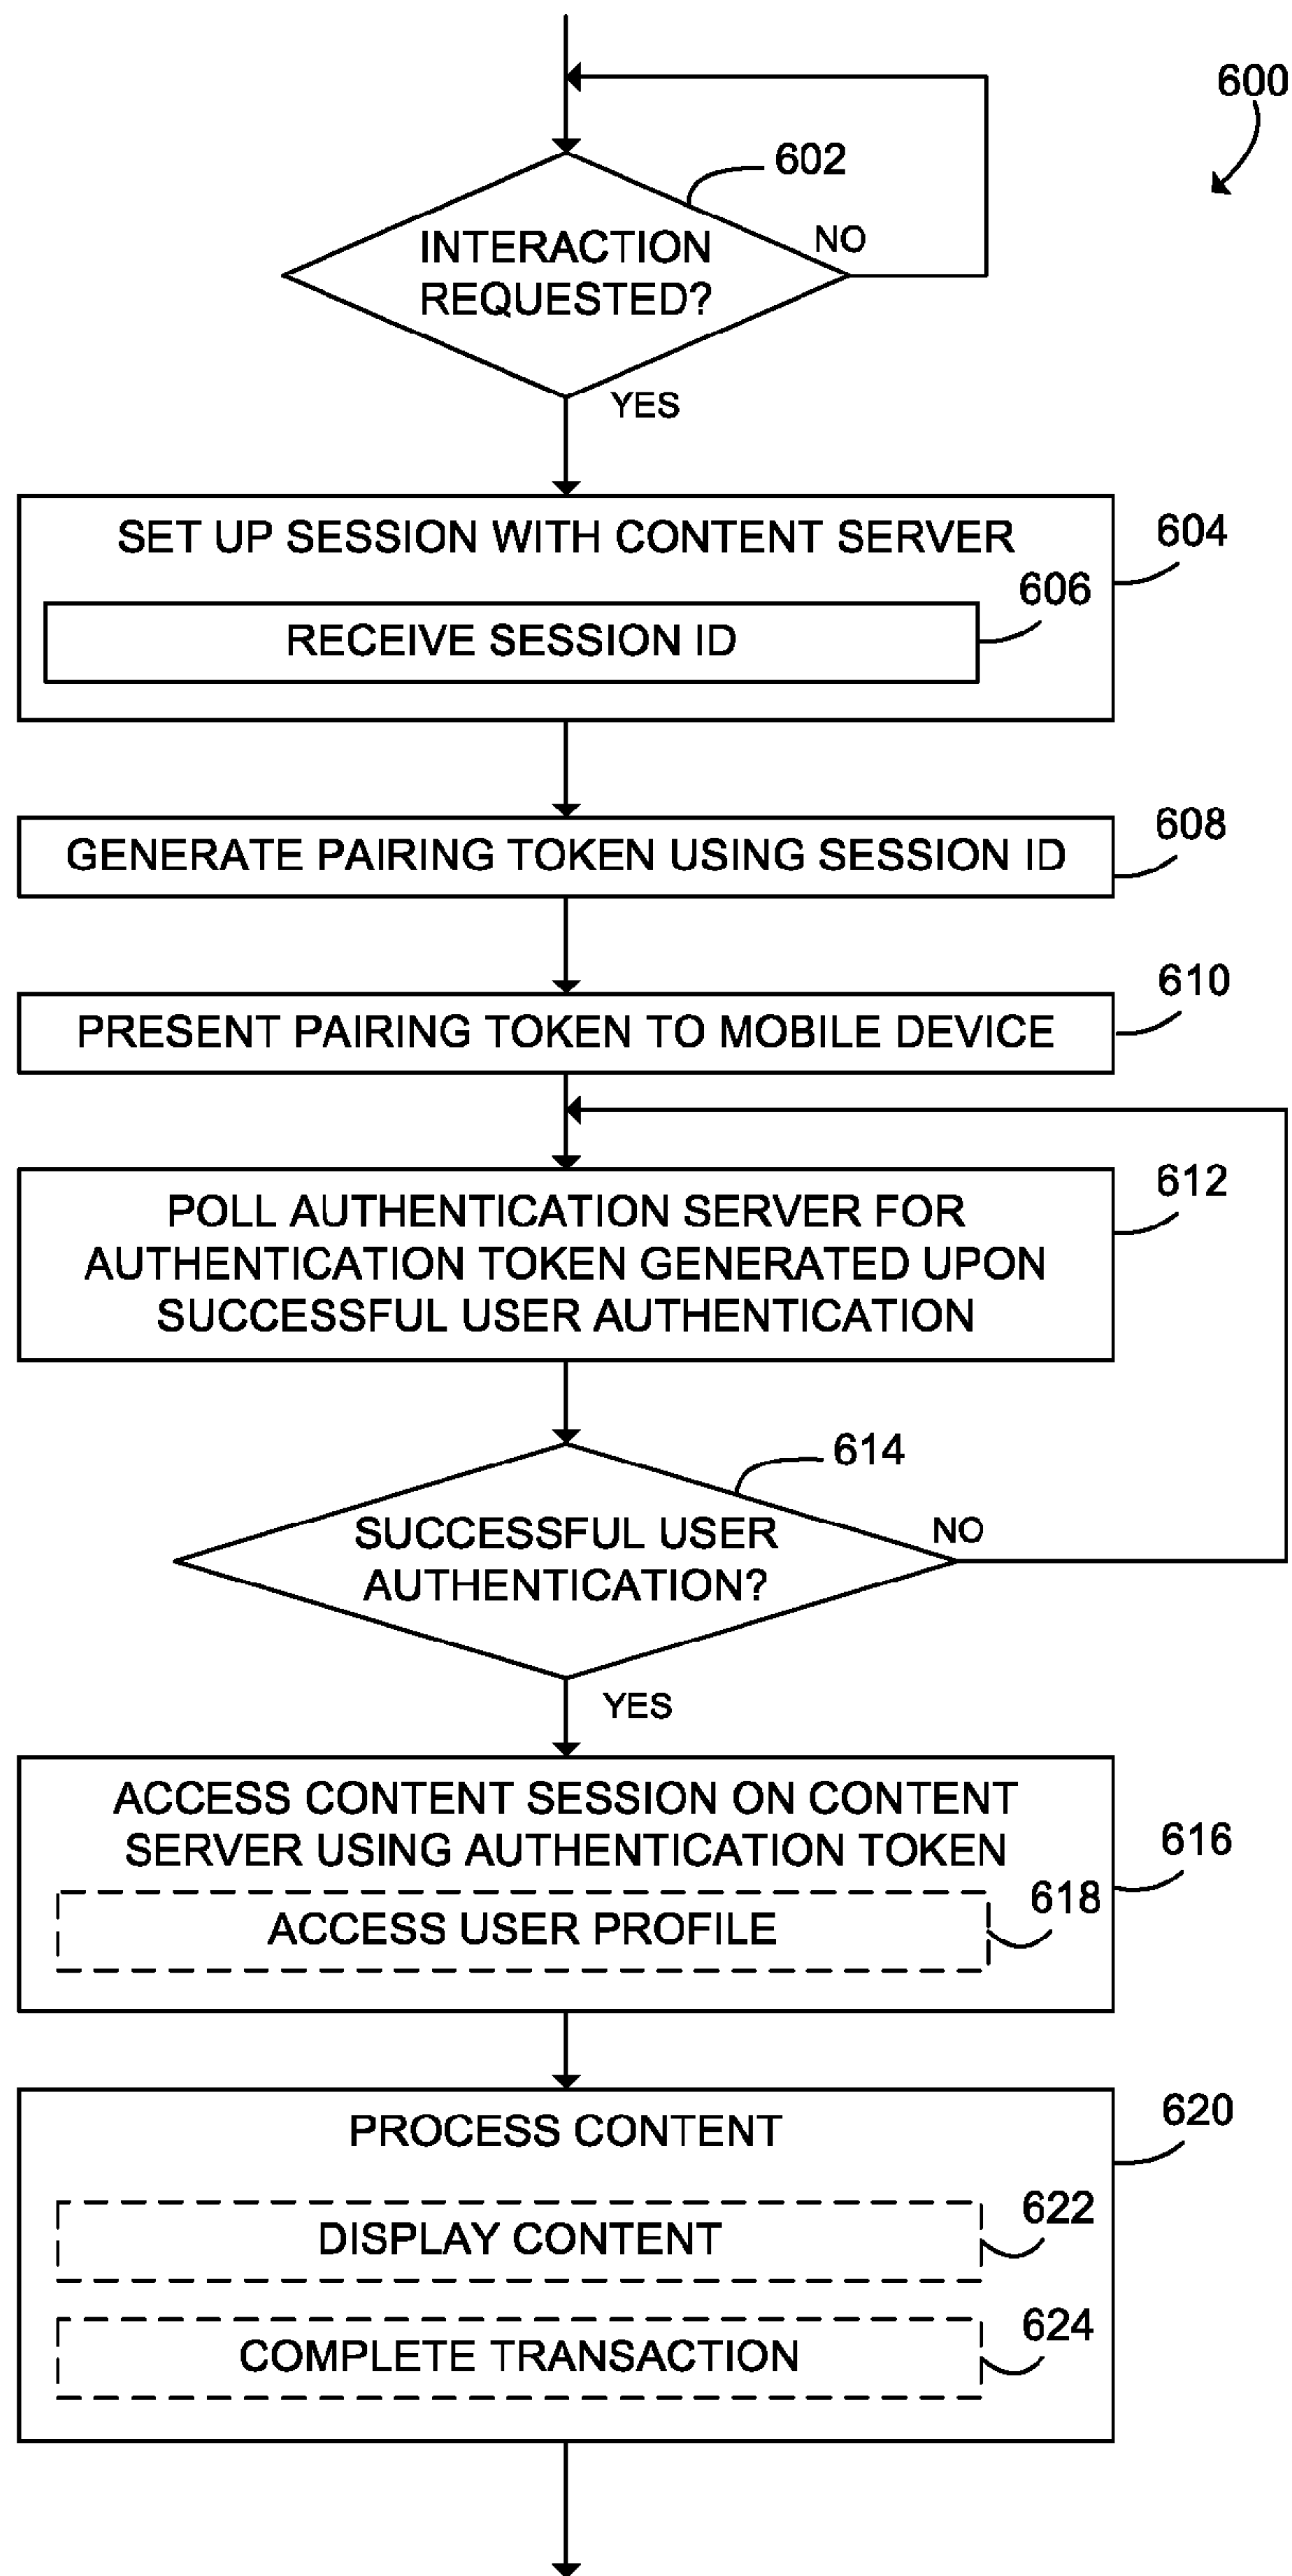 600
602
INTERACTION
REQUESTED?
NO
YES
SET UP SESSION WITH CONTENT SERVER
604
606
RECEIVE SESSION ID
608
GENERATE PAIRING TOKEN USING SESSION ID
610
PRESENT PAIRING TOKEN TO MOBILE DEVICE
612
POLL AUTHENTICATION SERVER FOR
AUTHENTICATION TOKEN GENERATED UPON
SUCCESSFUL USER AUTHENTICATION
614
SUCCESSFUL USER
AUTHENTICATION?
NO
YES
ACCESS CONTENT SESSION ON CONTENT
SERVER USING AUTHENTICATION TOKEN
616
618
ACCESS USER PROFILE
PROCESS CONTENT
620
622
DISPLAY CONTENT
624
COMPLETE TRANSACTION